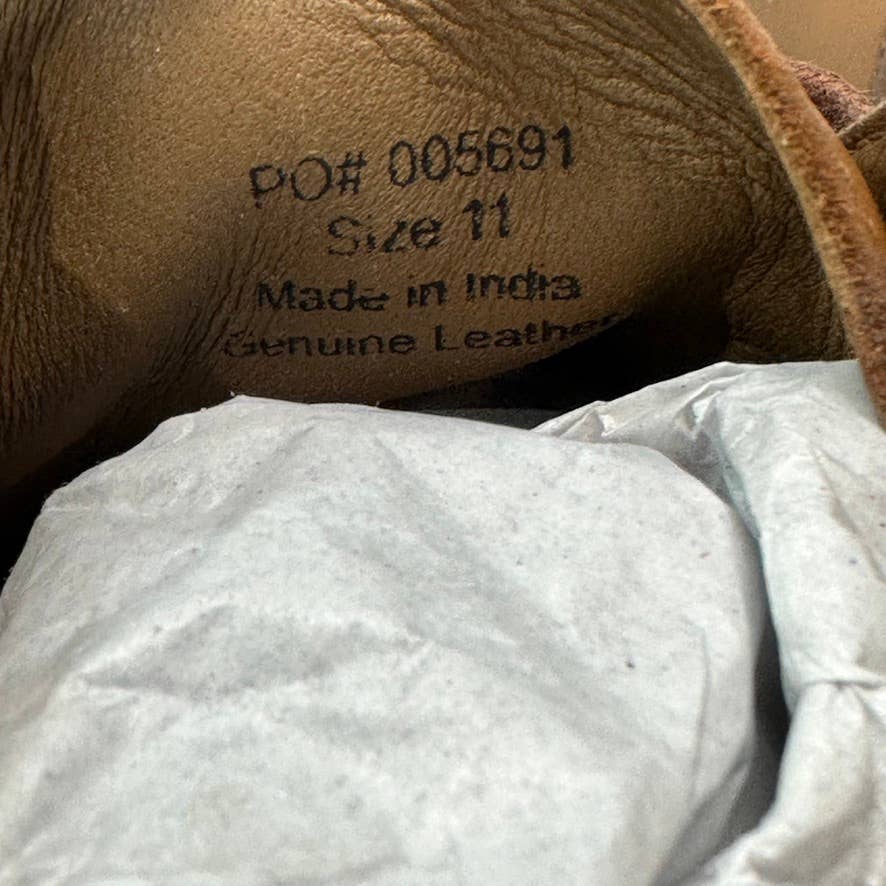 PO# 005691
Size 11
Made in India
Genuine Leather